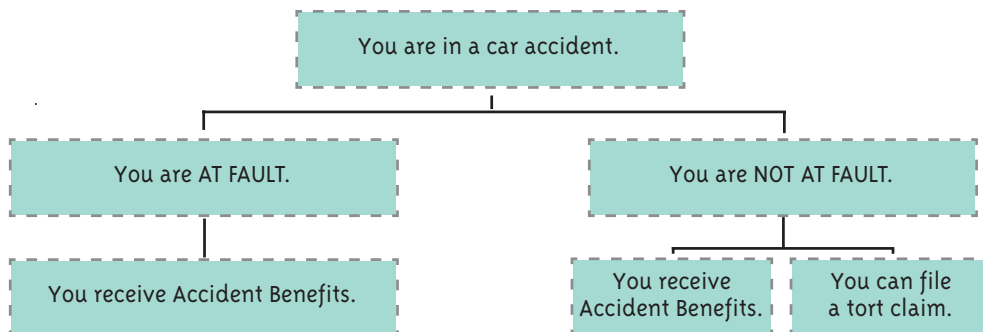 You are in a car accident.
You are AT FAULT.
You are NOT AT FAULT.
You receive Accident Benefits.
You receive
Accident Benefits.
You can file
a tort claim.